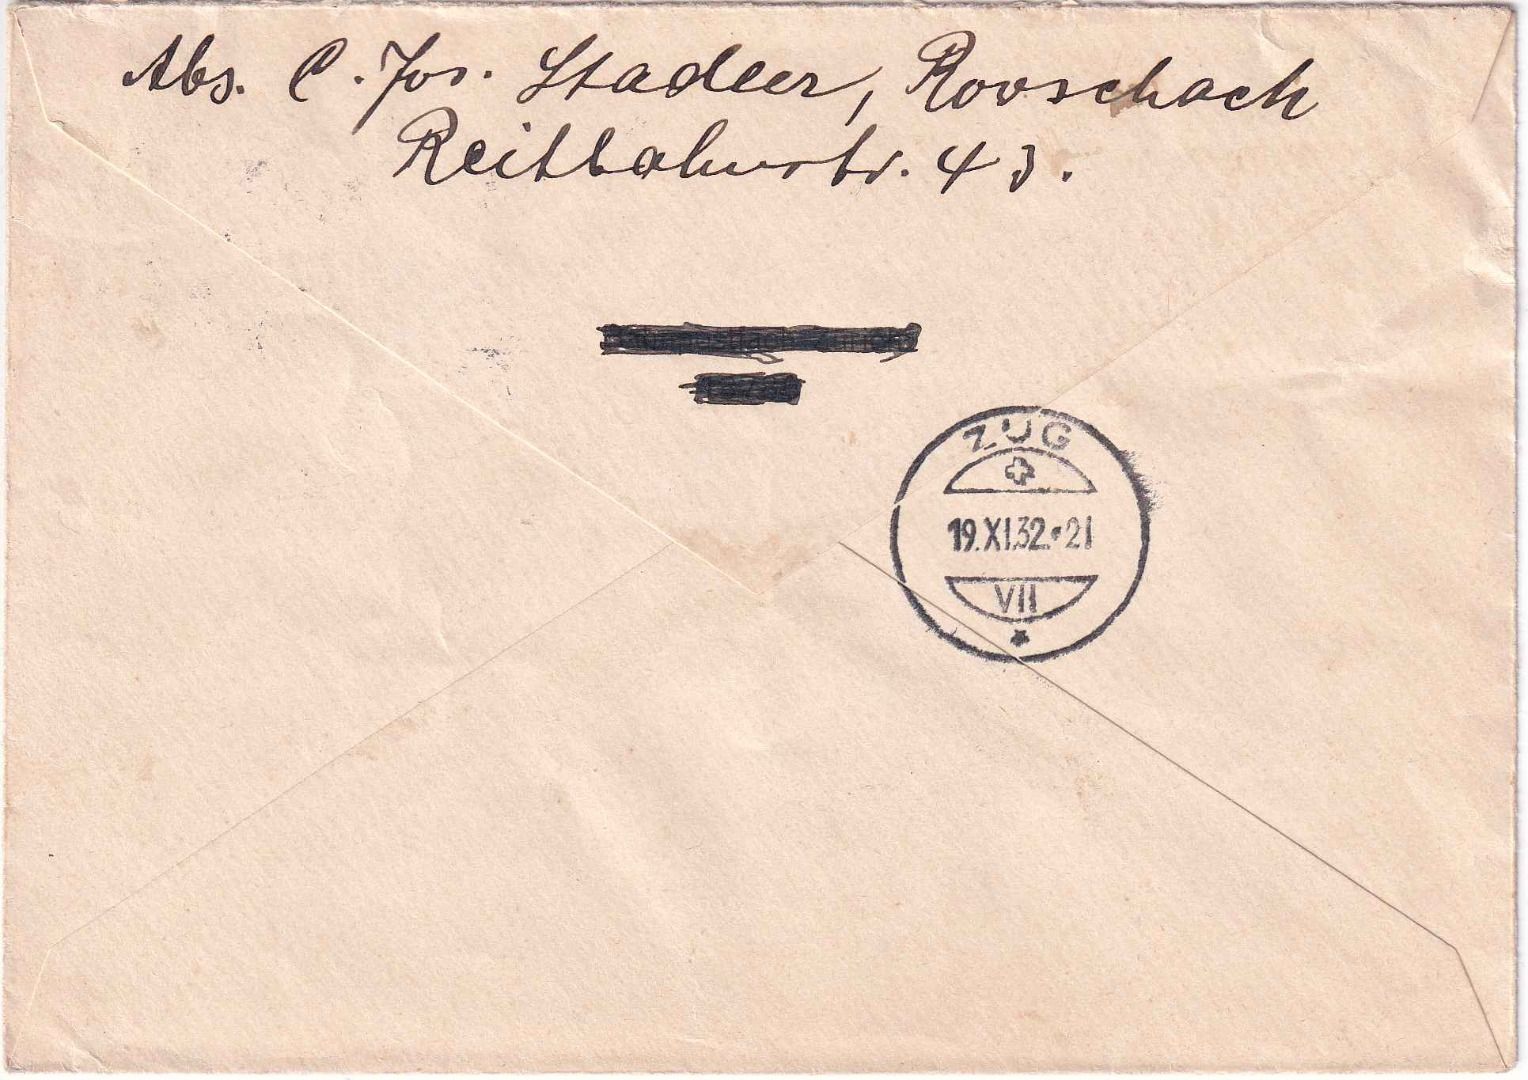 Abs. C. Jos. Stadler, Rorschach
Reitbahnstr. 43.
ZUG
19.XI.32.-21
VII